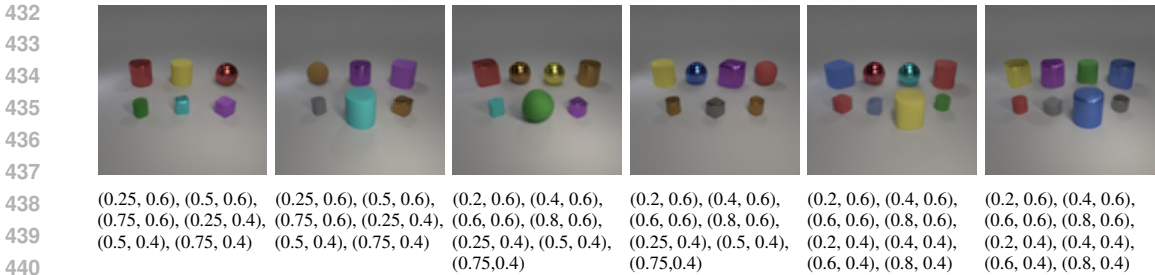 432
433
434
435
436
437
438
439
440
(0.25, 0.6), (0.5, 0.6),
(0.75, 0.6), (0.25, 0.4),
(0.5, 0.4), (0.75, 0.4)
(0.25, 0.6), (0.5, 0.6),
(0.75, 0.6), (0.25, 0.4),
(0.5, 0.4), (0.75, 0.4)
(0.2, 0.6), (0.4, 0.6),
(0.6, 0.6), (0.8, 0.6),
(0.25, 0.4), (0.5, 0.4),
(0.75,0.4)
(0.2, 0.6), (0.4, 0.6),
(0.6, 0.6), (0.8, 0.6),
(0.25, 0.4), (0.5, 0.4),
(0.75,0.4)
(0.2, 0.6), (0.4, 0.6),
(0.6, 0.6), (0.8, 0.6),
(0.2, 0.4), (0.4, 0.4),
(0.6, 0.4), (0.8, 0.4)
(0.2, 0.6), (0.4, 0.6),
(0.6, 0.6), (0.8, 0.6),
(0.2, 0.4), (0.4, 0.4),
(0.6, 0.4), (0.8, 0.4)